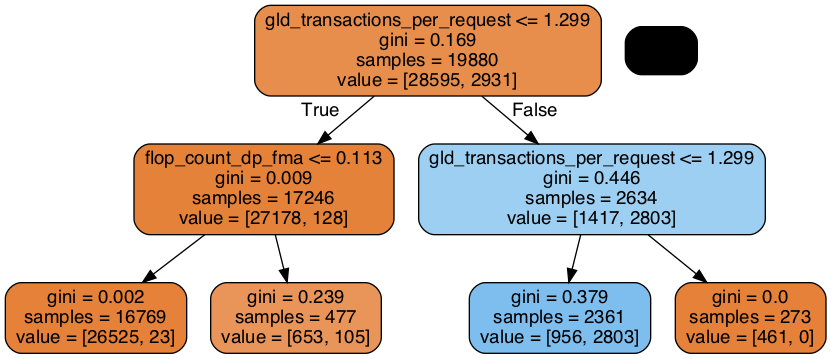 gld_transactions_per_request <= 1.299
gini = 0.169
samples = 19880
value = [28595, 2931]
True
False
flop_count_dp_fma <= 0.113
gini = 0.009
samples = 17246
value = [27178, 128]
gld_transactions_per_request <= 1.299
gini = 0.446
samples = 2634
value = [1417, 2803]
gini = 0.002
samples = 16769
value = [26525, 23]
gini = 0.239
samples = 477
value = [653, 105]
gini = 0.379
samples = 2361
value = [956, 2803]
gini = 0.0
samples = 273
value = [461, 0]